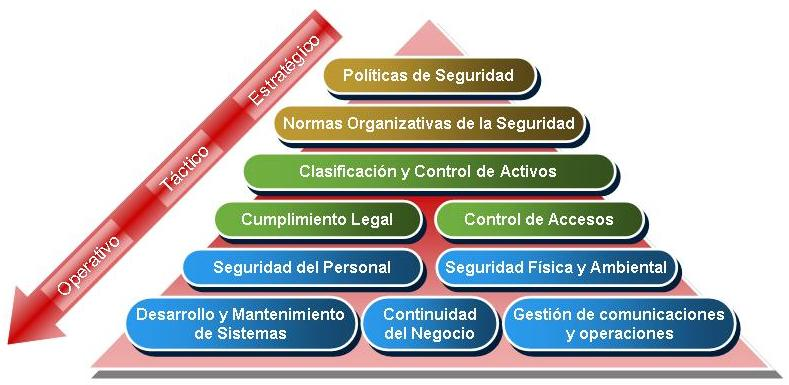 Estratégico
Táctico
Operativo
Políticas de Seguridad
Normas Organizativas de la Seguridad
Clasificación y Control de Activos
Cumplimiento Legal
Control de Accesos
Seguridad del Personal
Seguridad Física y Ambiental
Desarrollo y Mantenimiento
de Sistemas
Continuidad
del Negocio
Gestión de comunicaciones
y operaciones